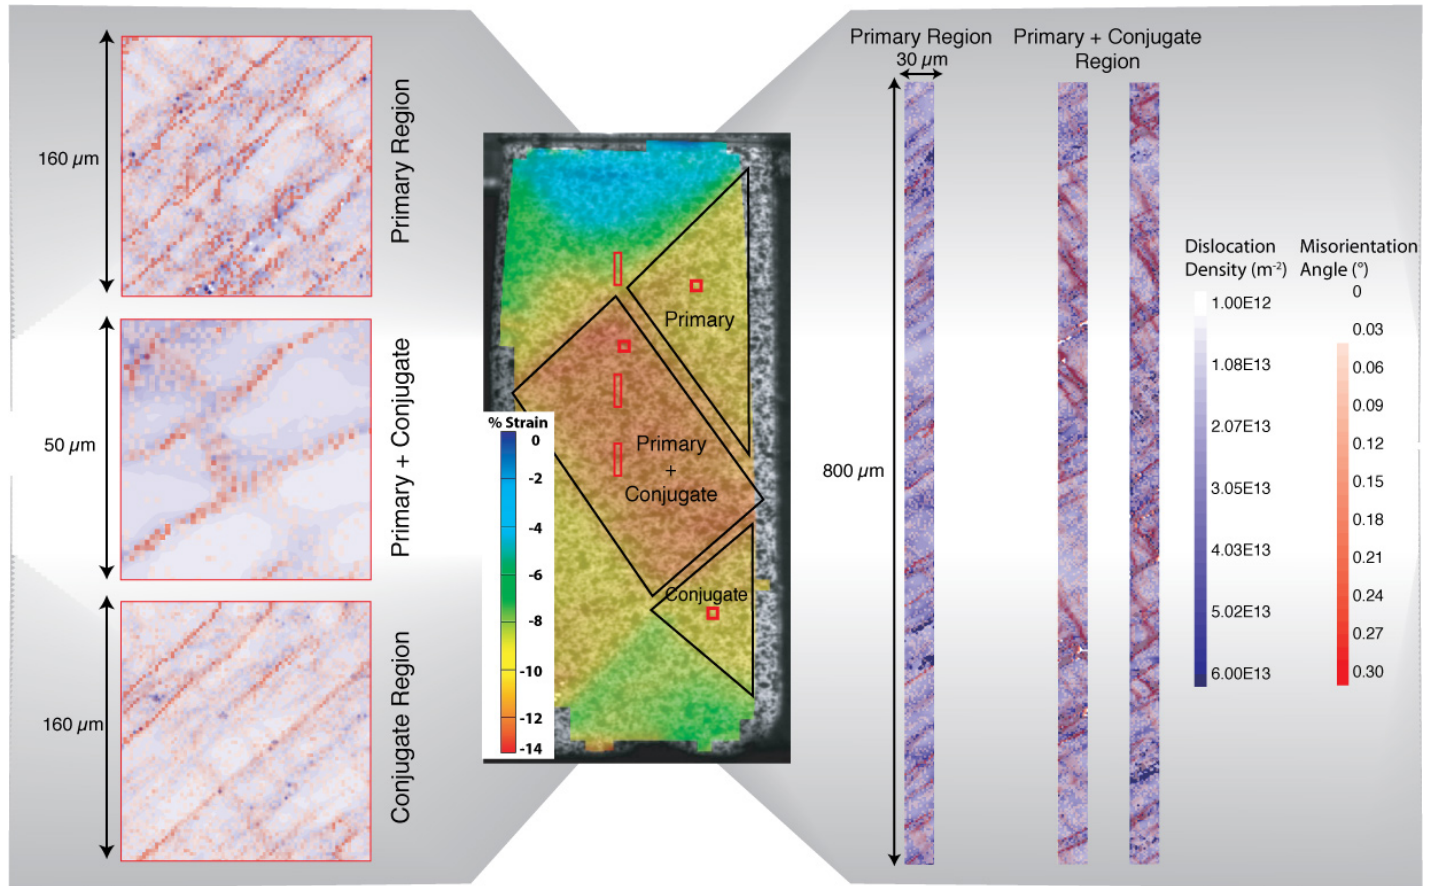 160 µm
Primary Region
50 µm
Primary + Conjugate
160 µm
Conjugate Region
Primary
Primary
+
Conjugate
Conjugate
% Strain
0
-2
-4
-6
-8
-10
-12
-14
Primary Region
30 µm
Primary + Conjugate
Region
800 µm
Dislocation
Density (m⁻²)
1.00E12
1.08E13
2.07E13
3.05E13
4.03E13
5.02E13
6.00E13
Misorientation
Angle (°)
0
0.03
0.06
0.09
0.12
0.15
0.18
0.21
0.24
0.27
0.30